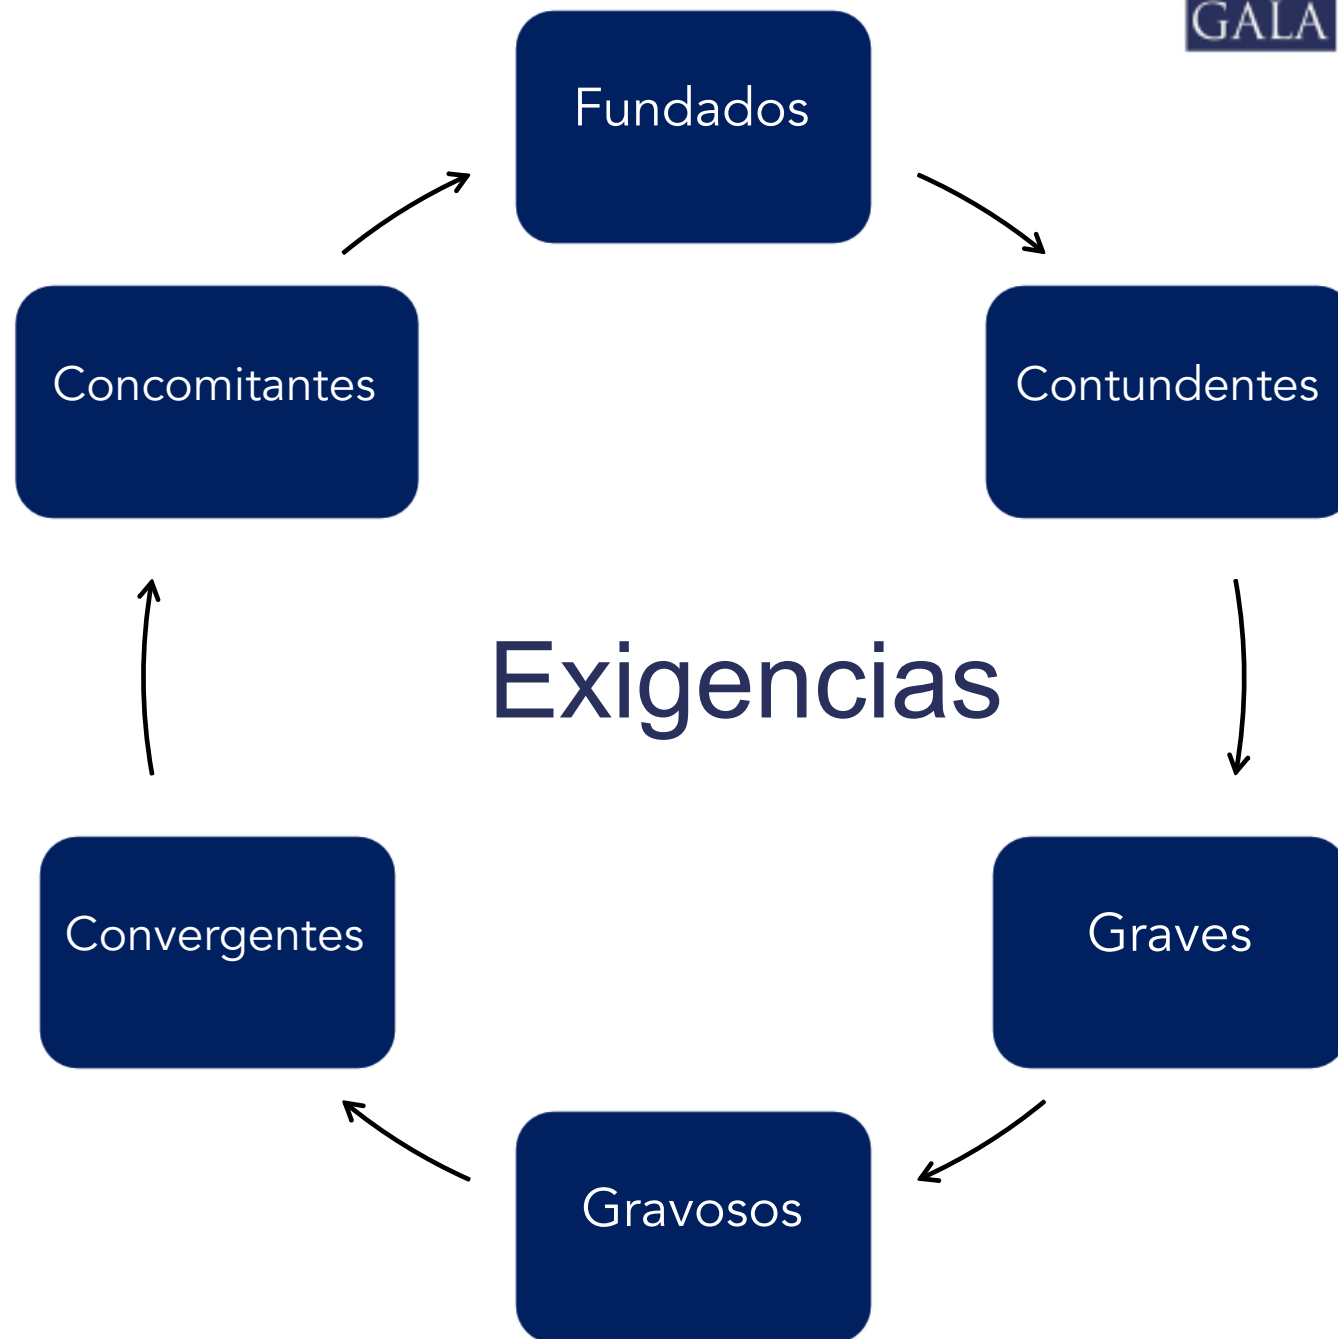 GALA
Fundados
Concomitantes
Contundentes
Exigencias
Convergentes
Graves
Gravosos